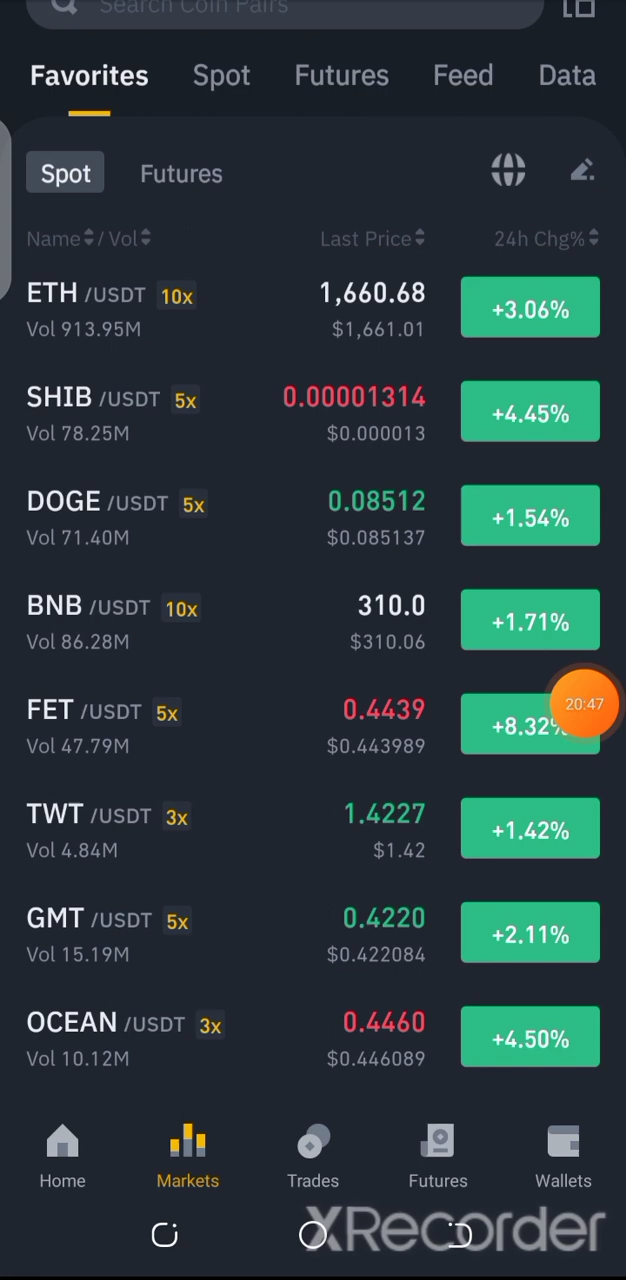 Search Coin Pairs
Favorites Spot Futures Feed Data
Spot Futures
Name / Vol Last Price 24h Chg%
ETH /USDT 10x 1,660.68 +3.06%
Vol 913.95M $1,661.01
SHIB /USDT 5x 0.00001314 +4.45%
Vol 78.25M $0.000013
DOGE /USDT 5x 0.08512 +1.54%
Vol 71.40M $0.085137
BNB /USDT 10x 310.0 +1.71%
Vol 86.28M $310.06
FET /USDT 5x 0.4439 +8.32%
20:47
Vol 47.79M $0.443989
TWT /USDT 3x 1.4227 +1.42%
Vol 4.84M $1.42
GMT /USDT 5x 0.4220 +2.11%
Vol 15.19M $0.422084
OCEAN /USDT 3x 0.4460 +4.50%
Vol 10.12M $0.446089
Home Markets Trades Futures Wallets
XRecorder